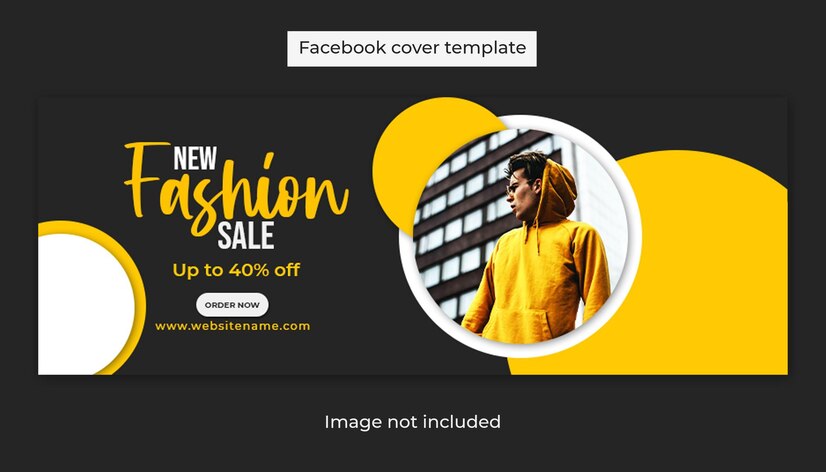 Facebook cover template
NEW
Fashion
SALE
Up to 40% off
ORDER NOW
www.websitename.com
Image not included